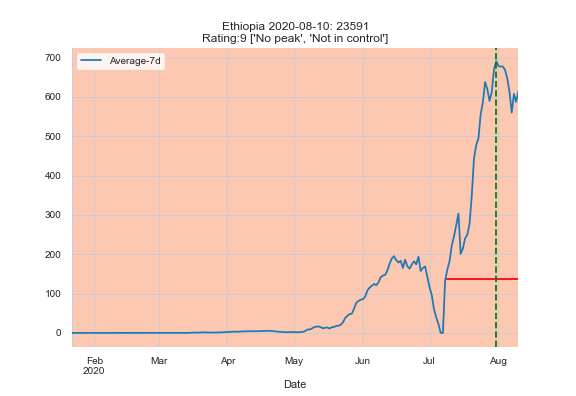 Ethiopia 2020-08-10: 23591
Rating:9 ['No peak', 'Not in control']
Average-7d
700
600
500
400
300
200
100
0
Feb
2020
Mar
Apr
May
Jun
Jul
Aug
Date